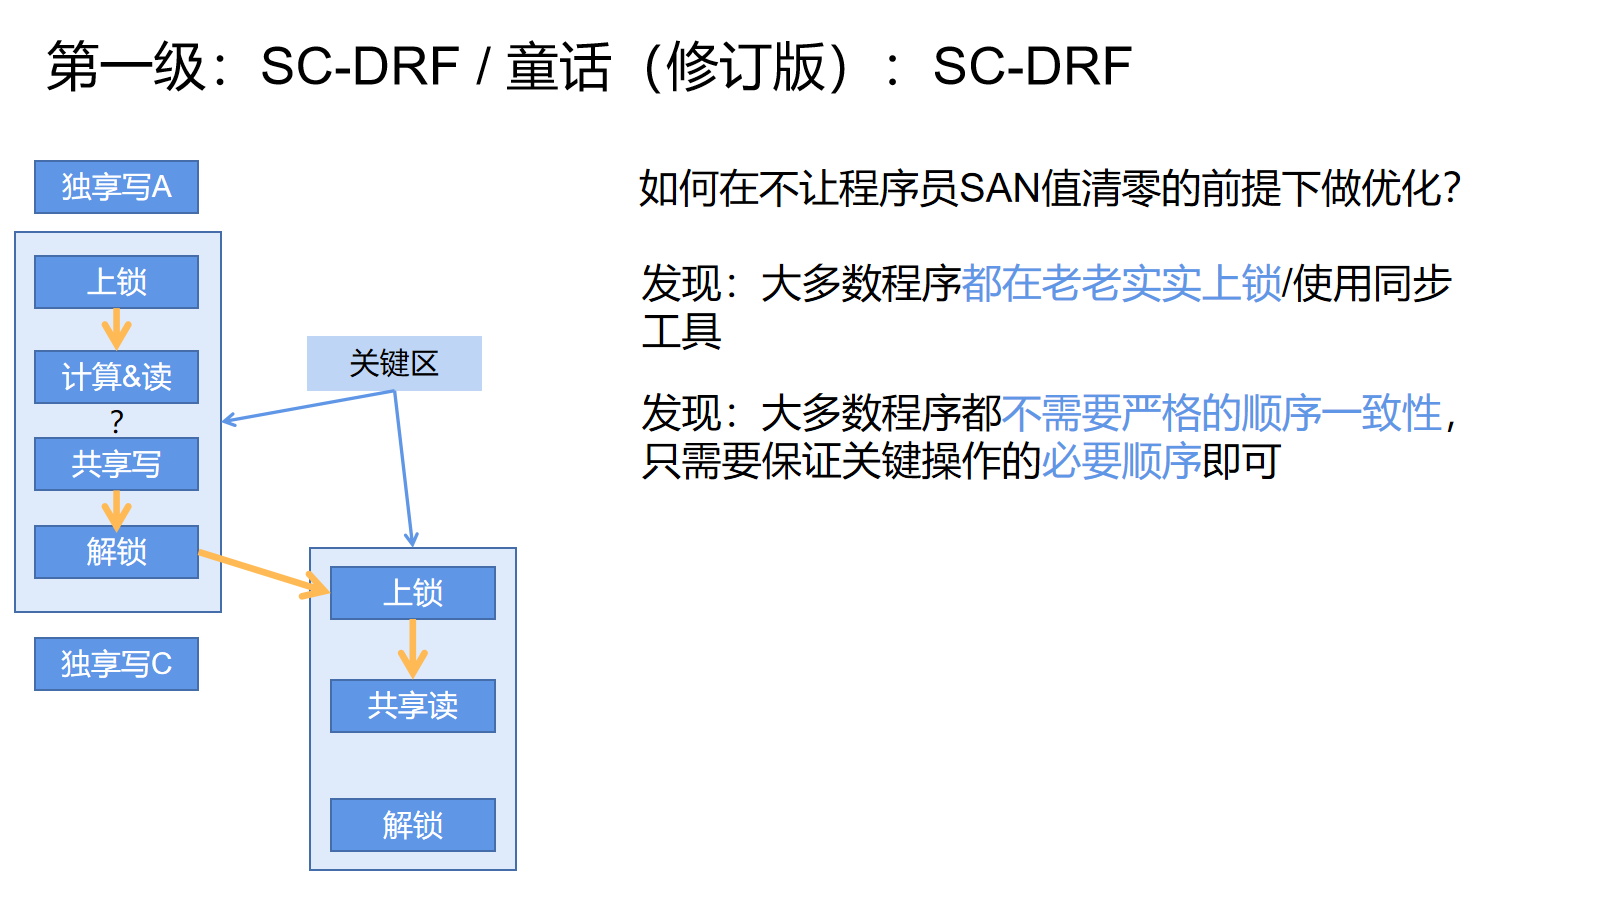 第一级：SC-DRF / 童话（修订版）：SC-DRF
独享写A
上锁
计算&读
?
共享写
解锁
独享写C
关键区
上锁
共享读
解锁
如何在不让程序员SAN值清零的前提下做优化?
发现：大多数程序都在老老实实上锁/使用同步
工具
发现：大多数程序都不需要严格的顺序一致性，
只需要保证关键操作的必要顺序即可